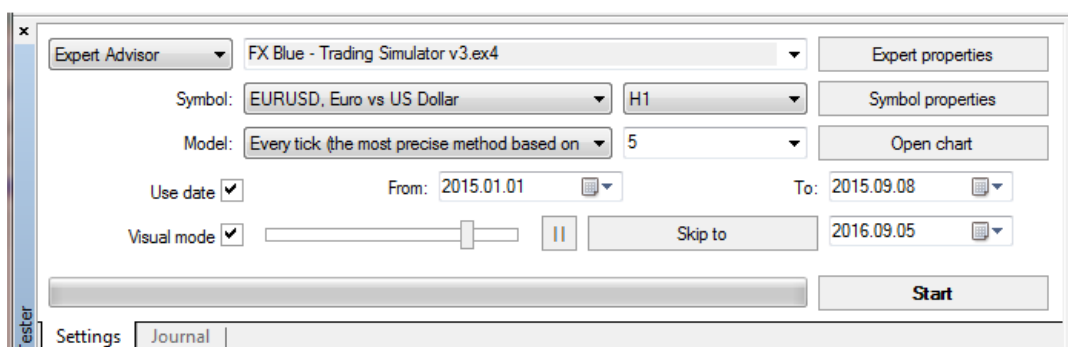 Expert Advisor FX Blue - Trading Simulator v3.ex4 Expert properties
Symbol: EURUSD, Euro vs US Dollar H1 Symbol properties
Model: Every tick (the most precise method based on 5 Open chart
Use date From: 2015.01.01 To: 2015.09.08
Visual mode Skip to 2016.09.05
Start
Settings Journal